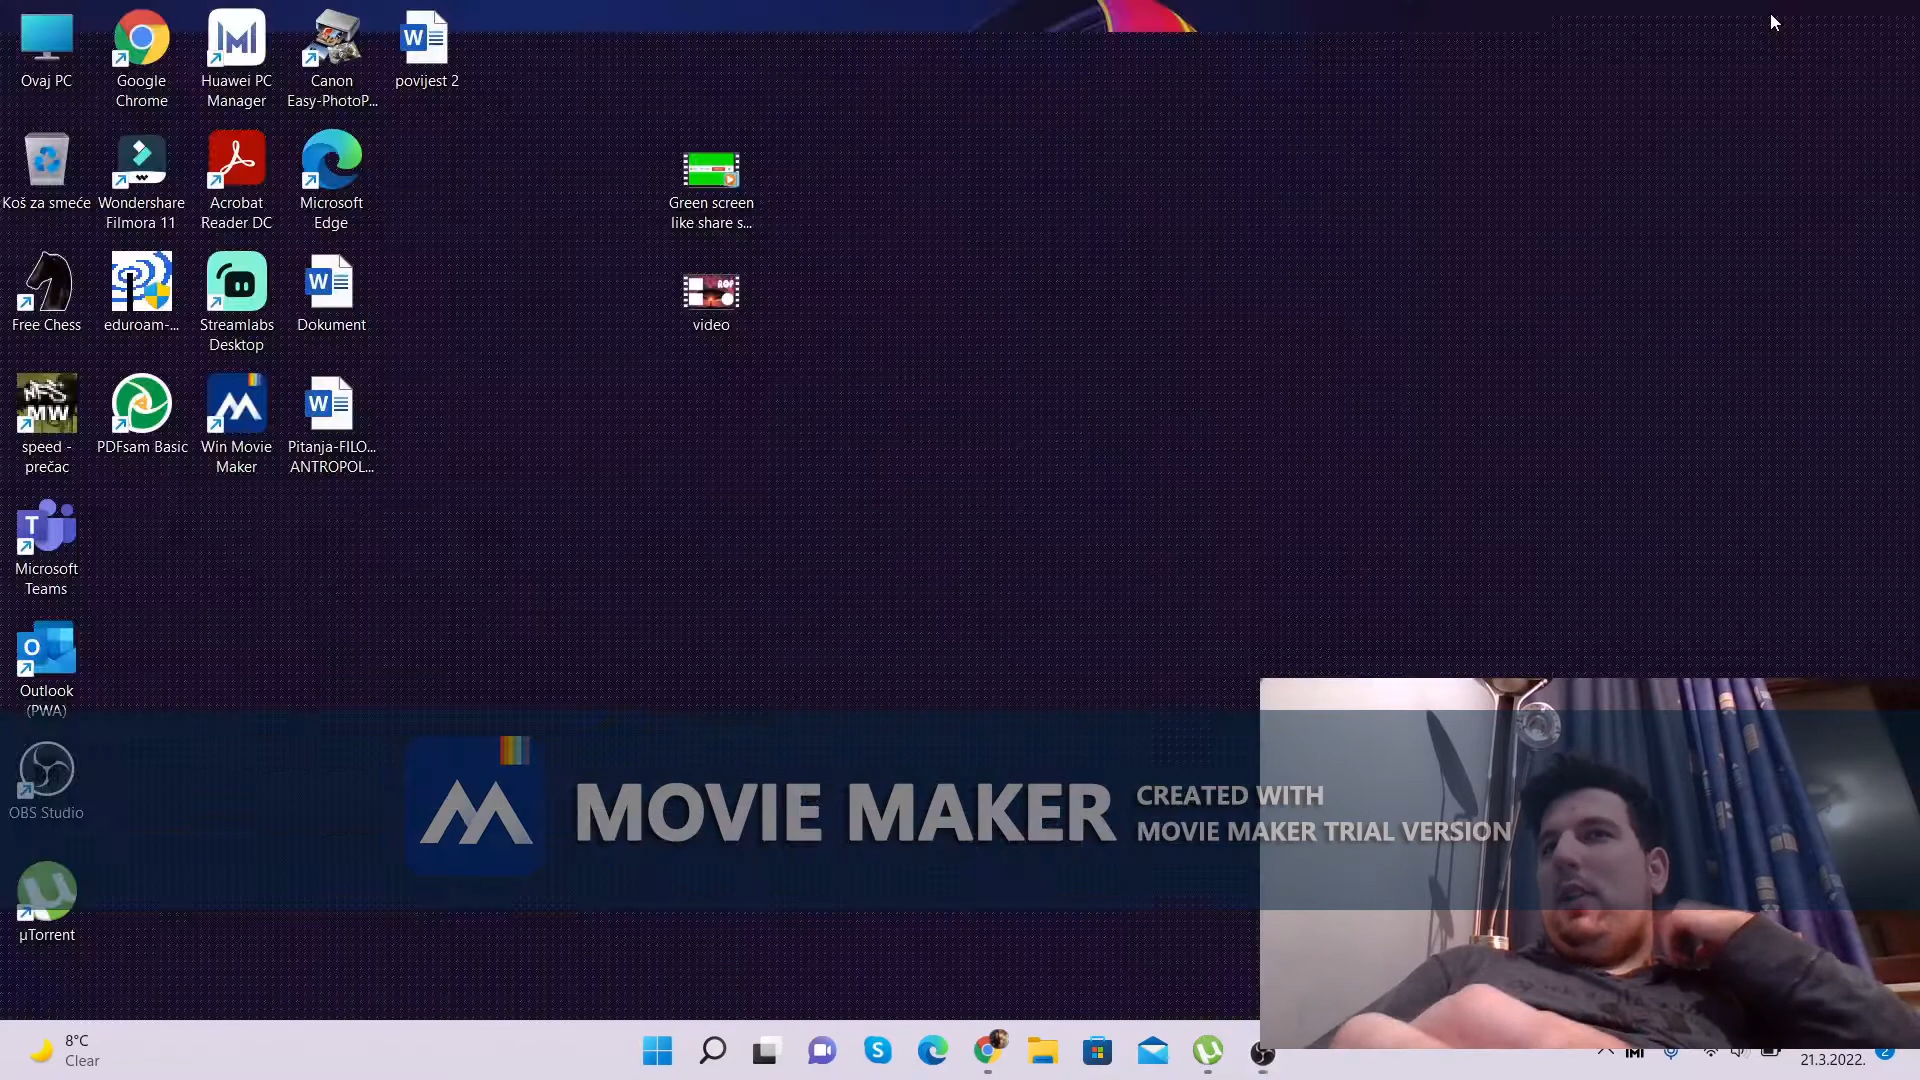 Ovaj PC
Google
Chrome
Huawei PC
Manager
Canon
Easy-PhotoP...
povijest 2
Koš za smeće
Wondershare
Filmora 11
Acrobat
Reader DC
Microsoft
Edge
Green screen
like share s...
Free Chess
eduroam-...
Streamlabs
Desktop
Dokument
video
NFS
MW
speed -
prečac
PDFsam Basic
Win Movie
Maker
Pitanja-FILO...
ANTROPOL...
Microsoft
Teams
Outlook
(PWA)
OBS Studio
MOVIE MAKER
CREATED WITH
MOVIE MAKER TRIAL VERSION
µTorrent
8°C
Clear
21.3.2022.
2